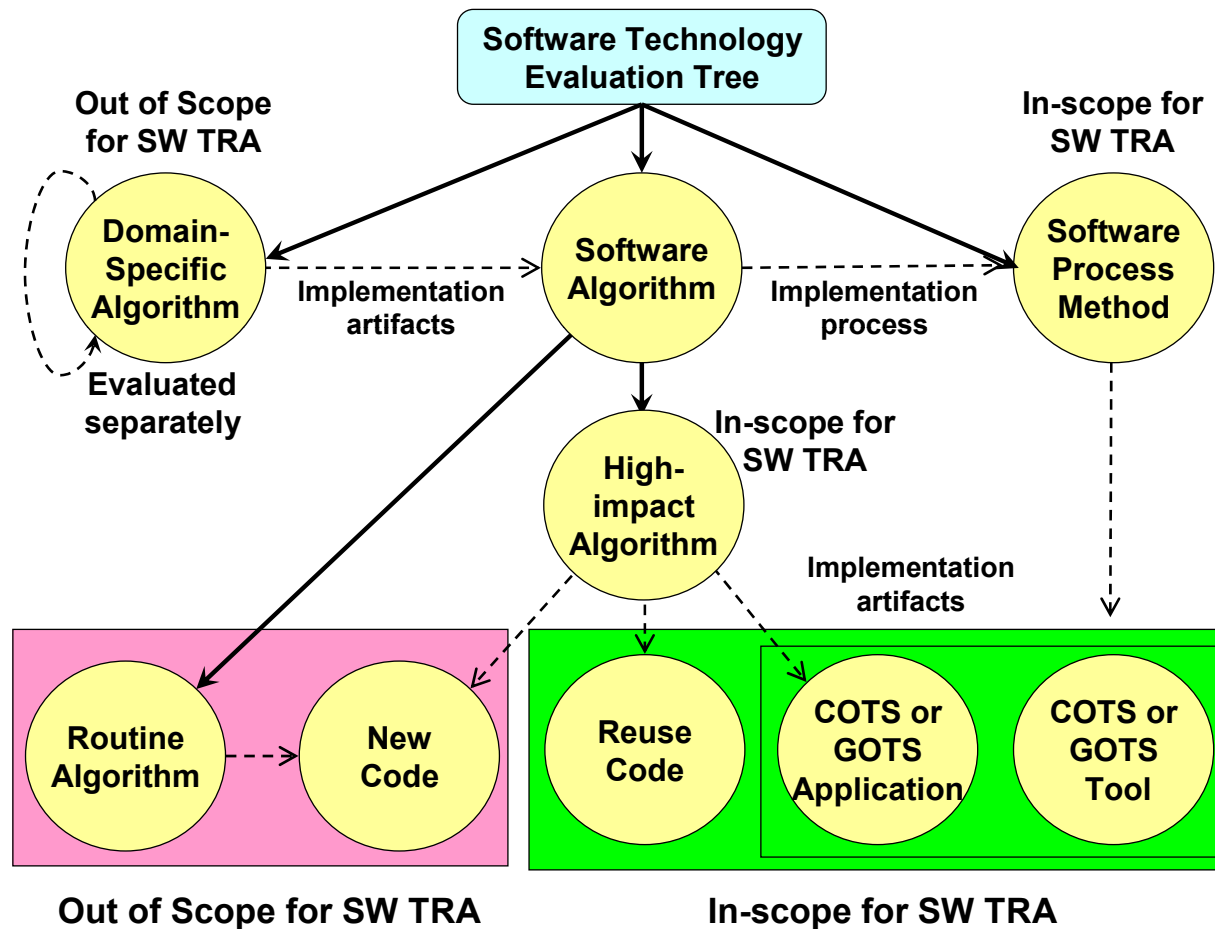 Software Technology
Evaluation Tree
Out of Scope
for SW TRA
In-scope for
SW TRA
Domain-
Specific
Algorithm
Software
Algorithm
Software
Process
Method
Implementation
artifacts
Implementation
process
Evaluated
separately
In-scope for
SW TRA
High-
impact
Algorithm
Implementation
artifacts
Routine
Algorithm
New
Code
Reuse
Code
COTS or
GOTS
Application
COTS or
GOTS
Tool
Out of Scope for SW TRA
In-scope for SW TRA